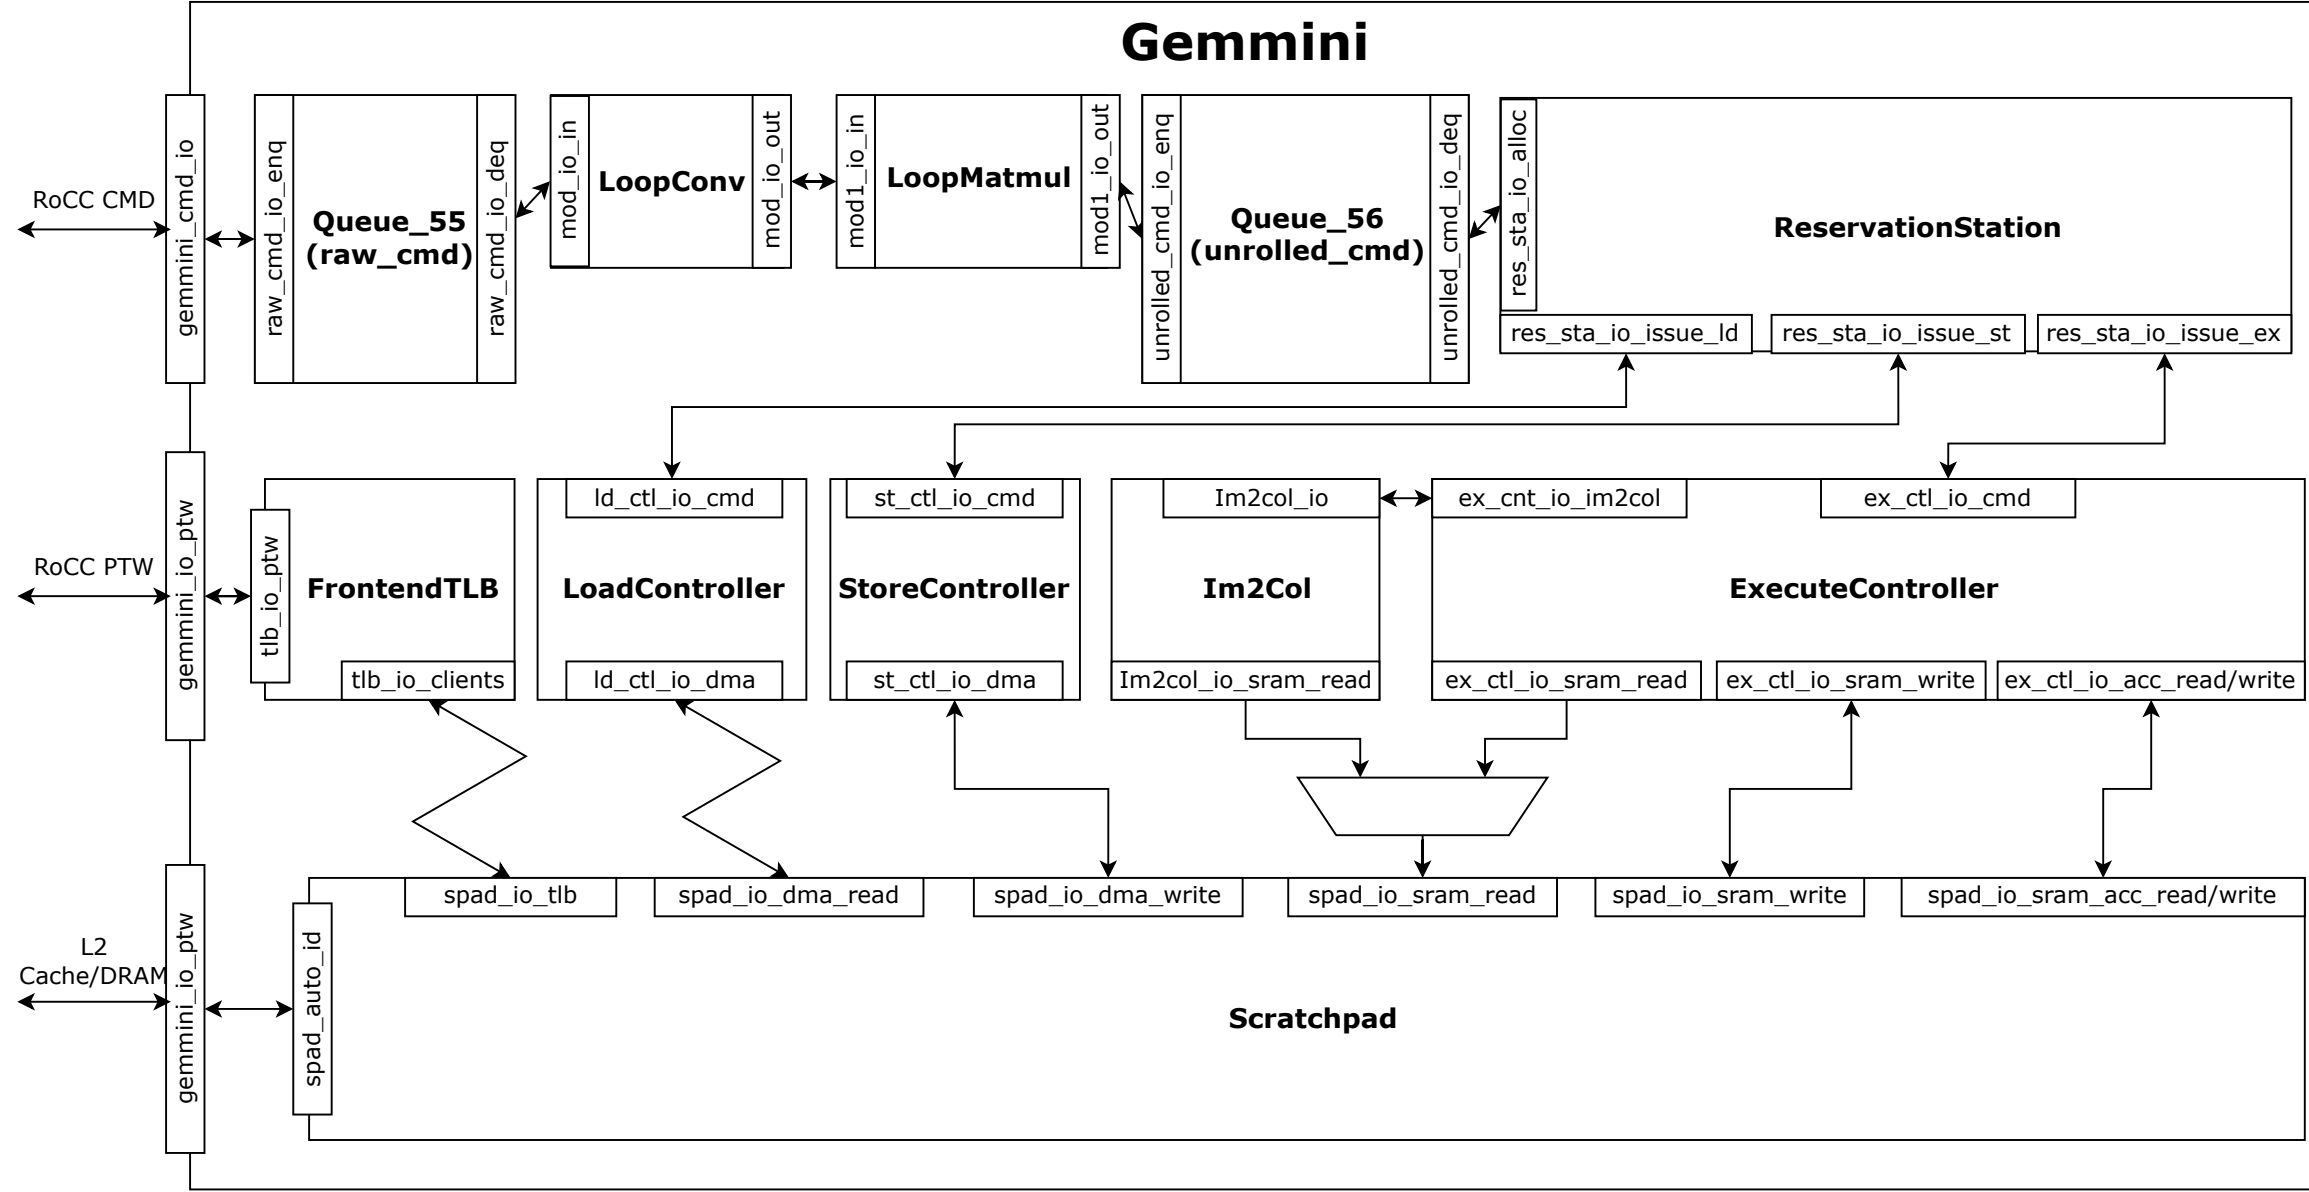 Gemmini
RoCC CMD
gemmini_cmd_io
raw_cmd_io_enq
Queue_55
(raw_cmd)
raw_cmd_io_deq
mod_io_in
LoopConv
mod_io_out
mod1_io_in
LoopMatmul
mod1_io_out
unrolled_cmd_io_enq
Queue_56
(unrolled_cmd)
unrolled_cmd_io_deq
res_sta_io_alloc
ReservationStation
res_sta_io_issue_ld
res_sta_io_issue_st
res_sta_io_issue_ex
RoCC PTW
gemmini_io_ptw
tlb_io_ptw
FrontendTLB
tlb_io_clients
ld_ctl_io_cmd
LoadController
ld_ctl_io_dma
st_ctl_io_cmd
StoreController
st_ctl_io_dma
Im2col_io
Im2Col
Im2col_io_sram_read
ex_cnt_io_im2col
ex_ctl_io_cmd
ExecuteController
ex_ctl_io_sram_read
ex_ctl_io_sram_write
ex_ctl_io_acc_read/write
L2
Cache/DRAM
gemmini_io_ptw
spad_auto_id
spad_io_tlb
spad_io_dma_read
spad_io_dma_write
spad_io_sram_read
spad_io_sram_write
spad_io_sram_acc_read/write
Scratchpad